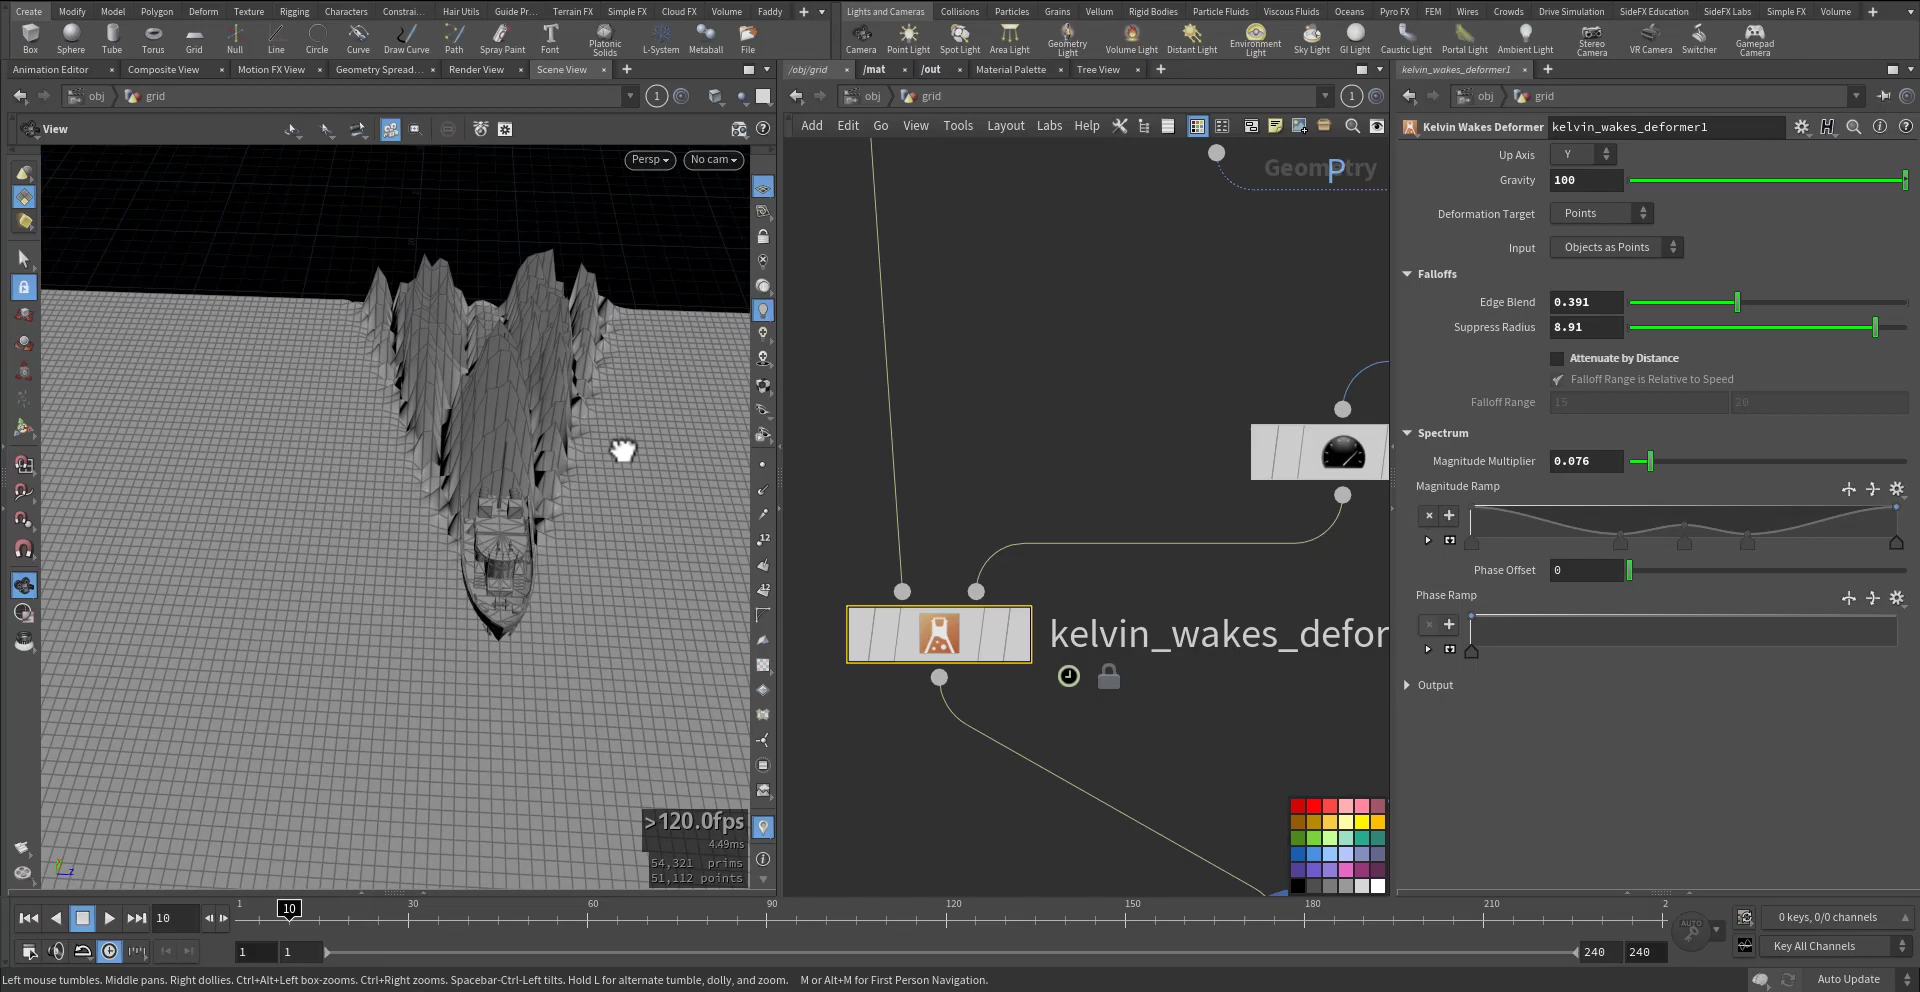 Create Modify Model Polygon Deform Texture Rigging Characters Constrai... Hair Utils Guide Pr... Terrain FX Simple FX Cloud FX Volume Faddy
Lights and Cameras Collisions Particles Grains Vellum Rigid Bodies Particle Fluids Viscous Fluids Oceans Pyro FX FEM Wires Crowds Drive Simulation SideFX Education SideFX Labs Simple FX Volume
Box Sphere Tube Torus Grid Null Line Circle Curve Draw Curve Path Spray Paint Font Platonic Solids L-System Metaball File
Camera Point Light Spot Light Area Light Geometry Light Volume Light Distant Light Environment Light Sky Light GI Light Caustic Light Portal Light Ambient Light Stereo Camera VR Camera Switcher Gamepad Camera
Animation Editor Composite View Motion FX View Geometry Spread... Render View Scene View
/obj/grid /mat /out Material Palette Tree View
kelvin_wakes_deformer1
obj grid 1
obj grid 1
obj grid
View
Add Edit Go View Tools Layout Labs Help
Kelvin Wakes Deformer kelvin_wakes_deformer1
Persp No cam
Geometry
P
Up Axis Y
Gravity 100
Deformation Target Points
Input Objects as Points
Falloffs
Edge Blend 0.391
Suppress Radius 8.91
Attenuate by Distance
Falloff Range is Relative to Speed
Falloff Range 15 20
Spectrum
Magnitude Multiplier 0.076
Magnitude Ramp
Phase Offset 0
Phase Ramp
Output
kelvin_wakes_defor
12
>120.0fps
4.49ms
54,321 prims
51,112 points
10 1 10 30 60 90 120 150 180 210 2
AUTO
0 keys, 0/0 channels
1 1 240 240
Key All Channels
Left mouse tumbles. Middle pans. Right dollies. Ctrl+Alt+Left box-zooms. Ctrl+Right zooms. Spacebar-Ctrl-Left tilts. Hold L for alternate tumble, dolly, and zoom. M or Alt+M for First Person Navigation.
Auto Update